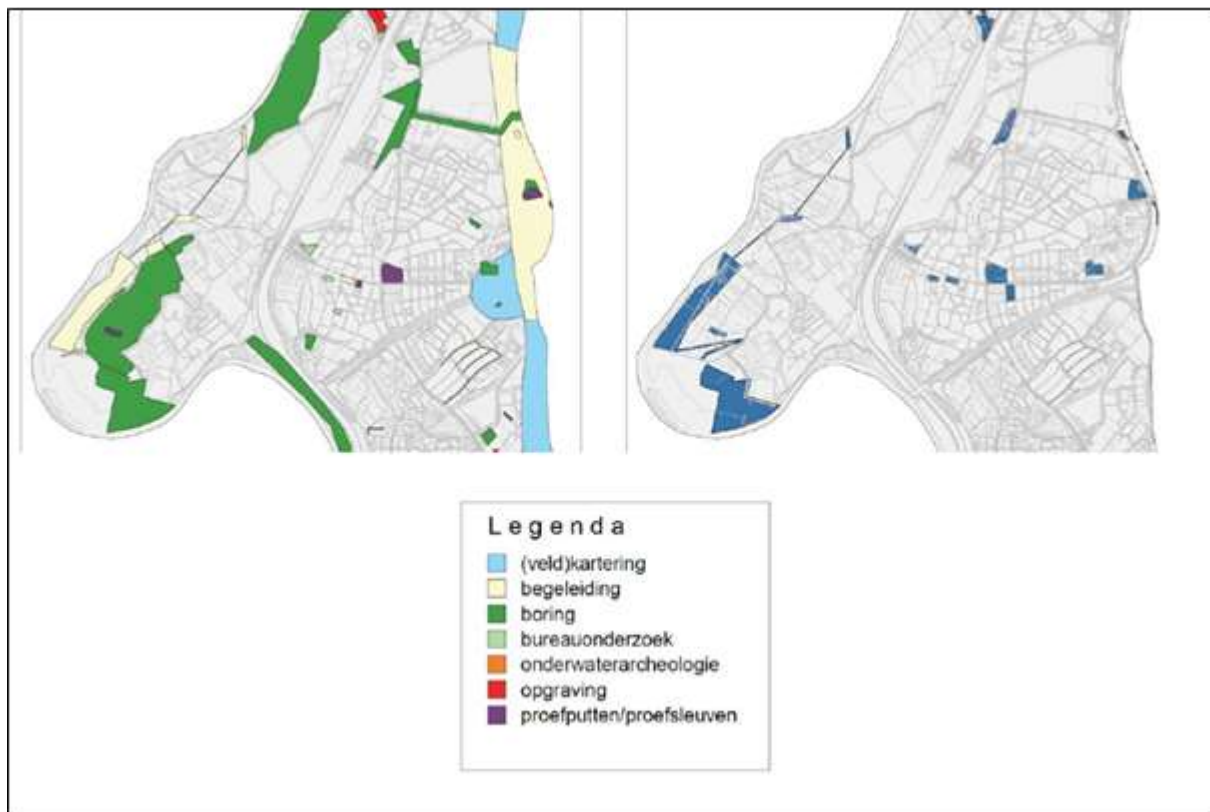 Legenda
(veld)kartering
begeleiding
boring
bureauonderzoek
onderwaterarcheologie
opgraving
proefputten/proefsleuven